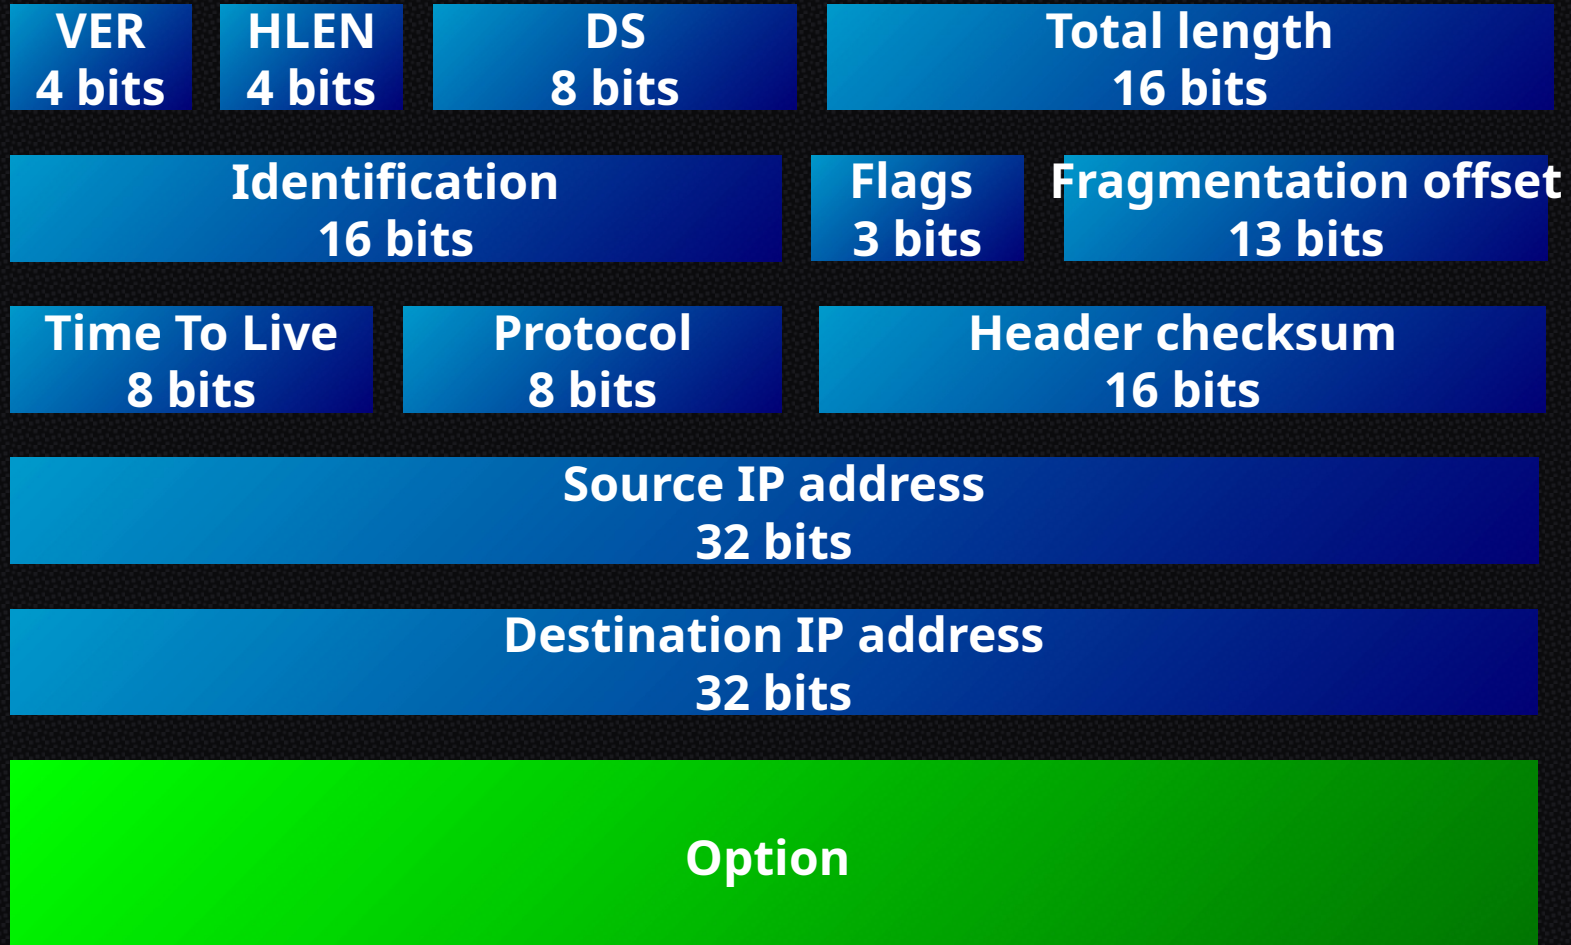 VER
4 bits
HLEN
4 bits
DS
8 bits
Total length
16 bits
Identification
16 bits
Flags
3 bits
Fragmentation offset
13 bits
Time To Live
8 bits
Protocol
8 bits
Header checksum
16 bits
Source IP address
32 bits
Destination IP address
32 bits
Option